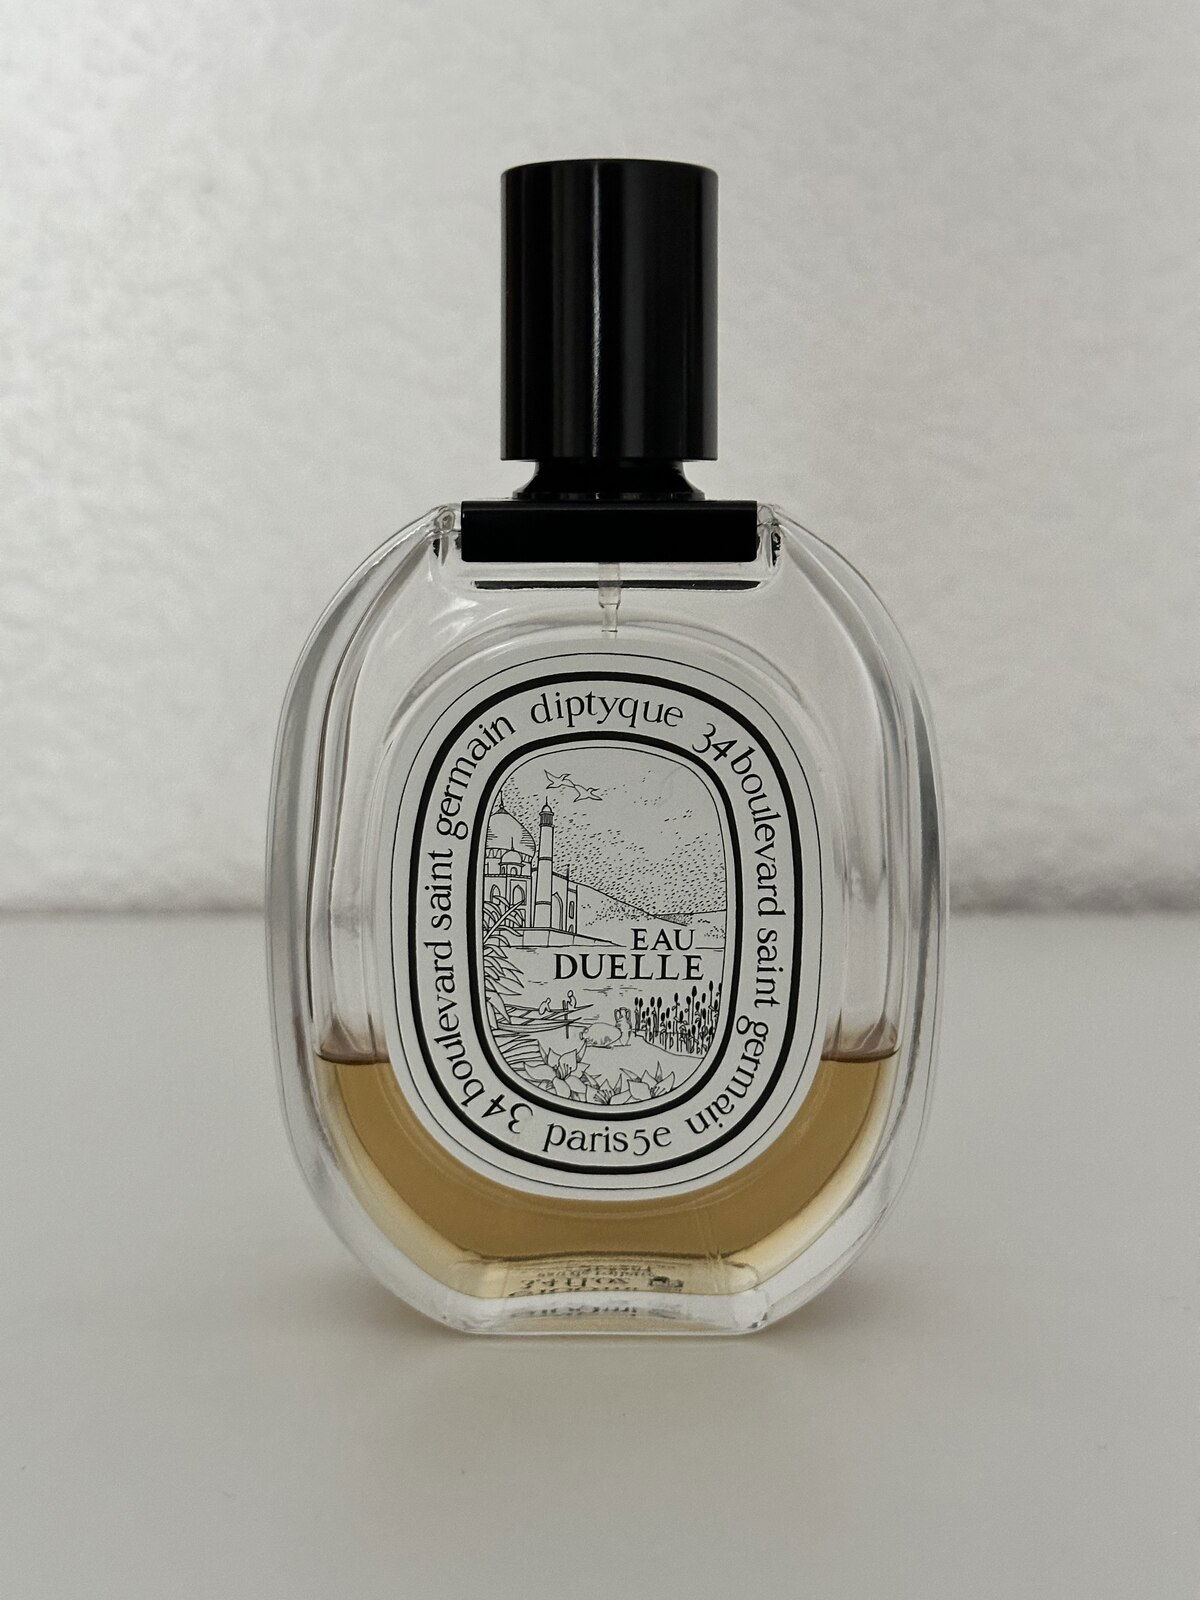 diptyque 34 boulevard saint germain paris 5e 34 boulevard saint germain
EAU
DUELLE